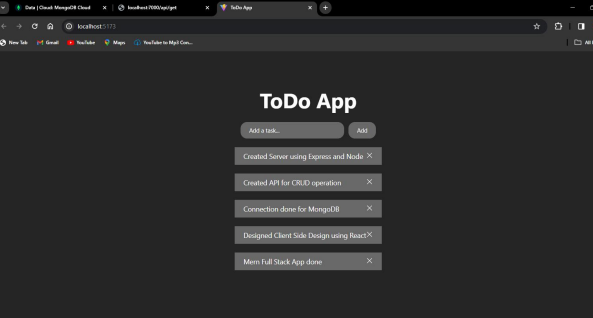 Data | Cloud: MongoDB Cloud
localhost:7000/api/get
ToDo App
localhost:5173
New Tab
Gmail
YouTube
Maps
YouTube to Mp3 Con...
All
ToDo App
Add a task...
Add
Created Server using Express and Node
Created API for CRUD operation
Connection done for MongoDB
Designed Client Side Design using React
Mern Full Stack App done